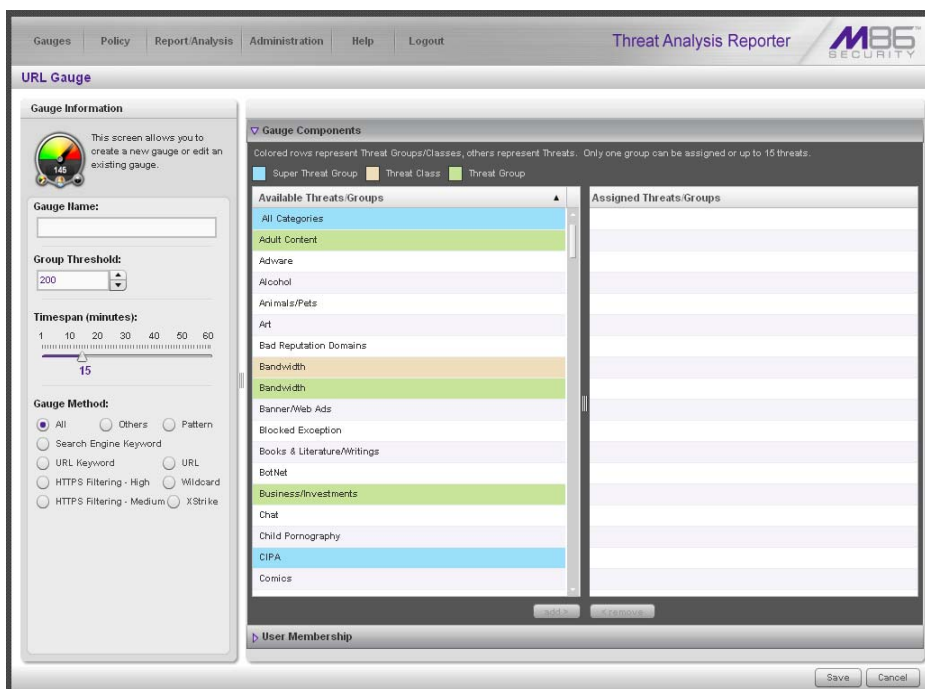 Gauges Policy Report/Analysis Administration Help Logout
Threat Analysis Reporter
M86
SECURITY
URL Gauge
Gauge Information
145
This screen allows you to
create a new gauge or edit an
existing gauge.
Gauge Name:
Group Threshold:
200
Timespan (minutes):
1 10 20 30 40 50 60
15
Gauge Method:
All Others Pattern
Search Engine Keyword
URL Keyword URL
HTTPS Filtering - High Wildcard
HTTPS Filtering - Medium XStrike
Gauge Components
Colored rows represent Threat Groups/Classes, others represent Threats. Only one group can be assigned or up to 15 threats.
Super Threat Group Threat Class Threat Group
Available Threats/Groups
All Categories
Adult Content
Adware
Alcohol
Animals/Pets
Art
Bad Reputation Domains
Bandwidth
Bandwidth
Banner/Web Ads
Blocked Exception
Books & Literature/Writings
BotNet
Business/Investments
Chat
Child Pornography
CIPA
Comics
Assigned Threats/Groups
add >
< remove
User Membership
Save Cancel